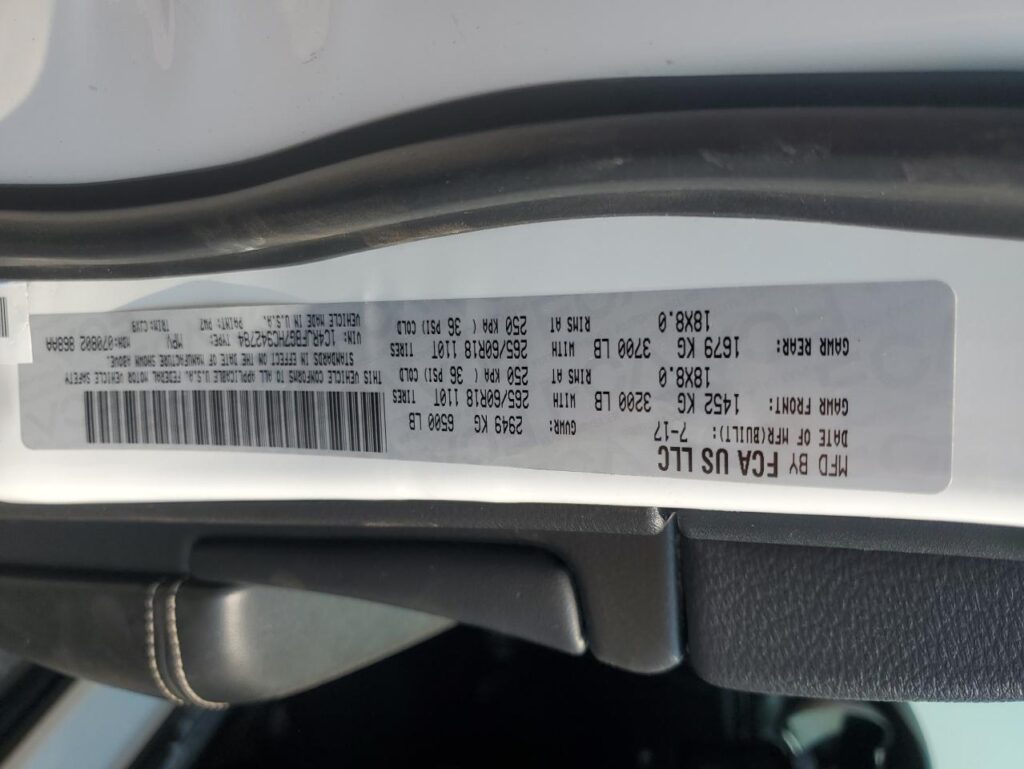 MFD BY FCA US LLC
DATE OF MFR(BUILT): 7-17
GVWR: 2949 KG 6500 LB
GAWR FRONT: 1452 KG 3200 LB WITH 265/60R18 110T TIRES
18X8.0 RIMS AT 250 KPA ( 36 PSI) COLD
GAWR REAR: 1679 KG 3700 LB WITH 265/60R18 110T TIRES
18X8.0 RIMS AT 250 KPA ( 36 PSI) COLD
THIS VEHICLE CONFORMS TO ALL APPLICABLE U.S.A. FEDERAL MOTOR VEHICLE SAFETY
STANDARDS IN EFFECT ON THE DATE OF MANUFACTURE SHOWN ABOVE.
VIN: 1C4RJFBG7HC942794 TYPE: MPV MDH:070802 869AA
VEHICLE MADE IN U.S.A. PAINT: PW7 TRIM: